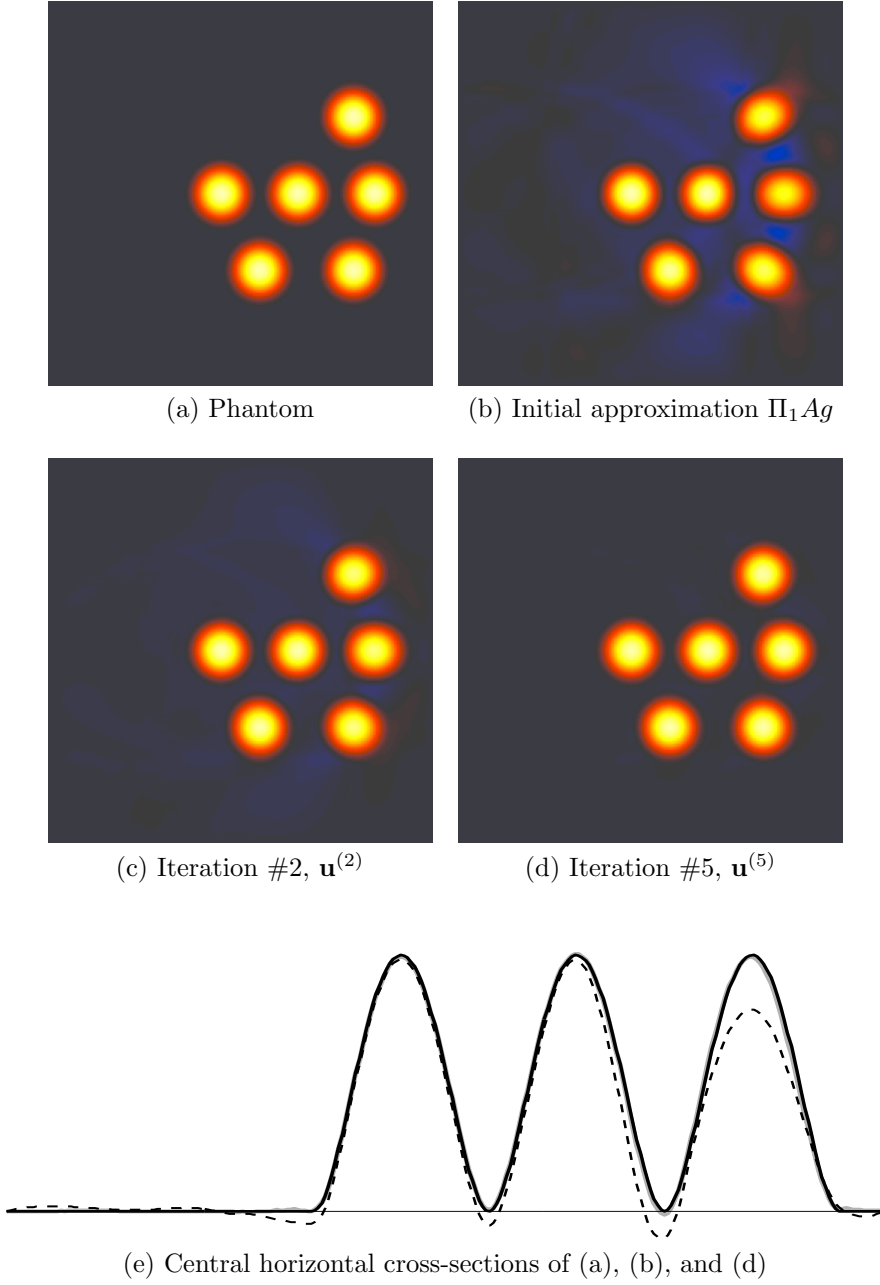 (a) Phantom
(b) Initial approximation Π₁Ag
(c) Iteration #2, u⁽²⁾
(d) Iteration #5, u⁽⁵⁾
(e) Central horizontal cross-sections of (a), (b), and (d)